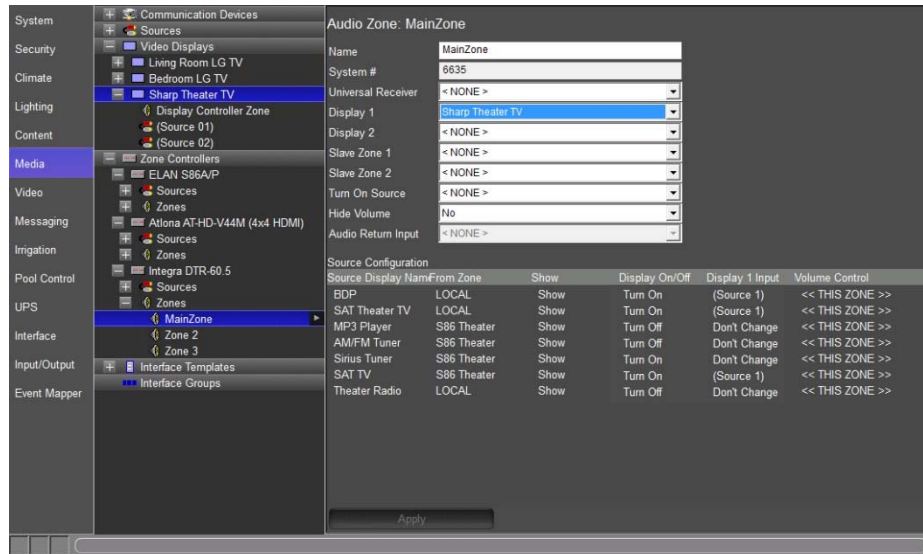 System
Security
Climate
Lighting
Content
Media
Video
Messaging
Irrigation
Pool Control
UPS
Interface
Input/Output
Event Mapper
Communication Devices
Sources
Video Displays
Living Room LG TV
Bedroom LG TV
Sharp Theater TV
Display Controller Zone
(Source 01)
(Source 02)
Zone Controllers
ELAN S86A/P
Sources
Zones
Atlona AT-HD-V44M (4x4 HDMI)
Sources
Zones
Integra DTR-60.5
Sources
Zones
MainZone
Zone 2
Zone 3
Interface Templates
Interface Groups
Audio Zone: MainZone
Name MainZone
System # 6635
Universal Receiver < NONE >
Display 1 Sharp Theater TV
Display 2 < NONE >
Slave Zone 1 < NONE >
Slave Zone 2 < NONE >
Turn On Source < NONE >
Hide Volume No
Audio Return Input < NONE >
Source Configuration
Source Display Name From Zone Show Display On/Off Display 1 Input Volume Control
BDP LOCAL Show Turn On (Source 1) << THIS ZONE >>
SAT Theater TV LOCAL Show Turn On (Source 1) << THIS ZONE >>
MP3 Player S86 Theater Show Turn Off Don't Change << THIS ZONE >>
AM/FM Tuner S86 Theater Show Turn Off Don't Change << THIS ZONE >>
Sirius Tuner S86 Theater Show Turn On Don't Change << THIS ZONE >>
SAT TV S86 Theater Show Turn On (Source 1) << THIS ZONE >>
Theater Radio LOCAL Show Turn Off Don't Change << THIS ZONE >>
Apply